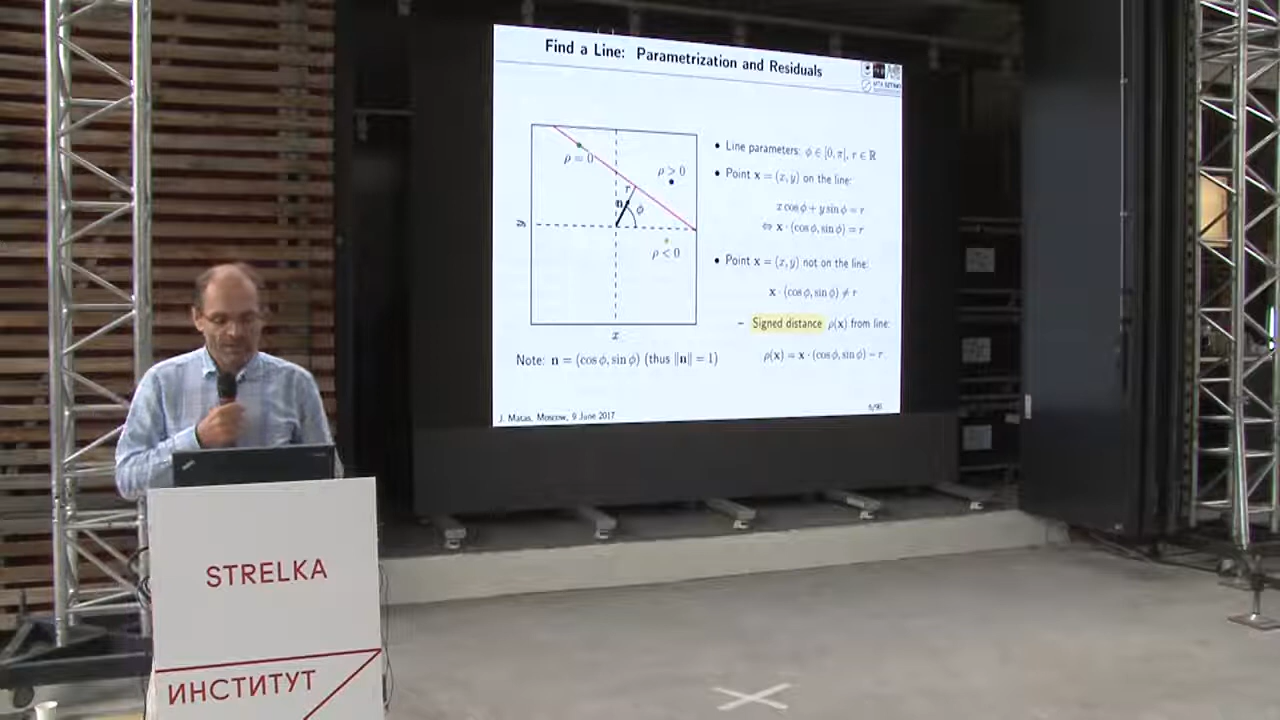 Find a Line: Parametrization and Residuals
ρ = 0
ρ > 0
r
n
ϕ
y
ρ < 0
x
Note: n = (cos ϕ, sin ϕ) (thus ‖n‖ = 1)
• Line parameters: ϕ ∈ [0, π], r ∈ ℝ
• Point x = (x, y) on the line:
x cos ϕ + y sin ϕ = r
⇔ x · (cos ϕ, sin ϕ) = r
• Point x = (x, y) not on the line:
x · (cos ϕ, sin ϕ) ≠ r
– Signed distance ρ(x) from line:
ρ(x) = x · (cos ϕ, sin ϕ) − r
J. Matas, Moscow, 9 June 2017
STRELKA
ИНСТИТУТ